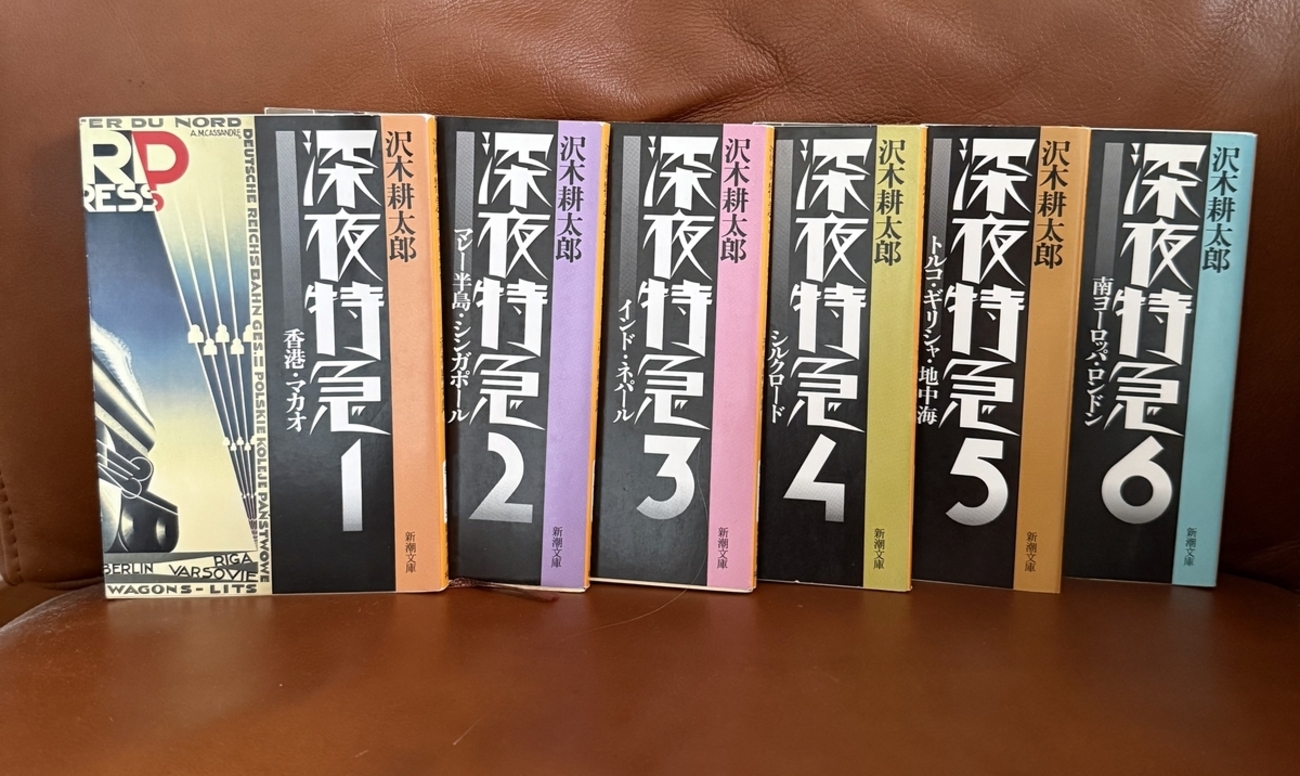 ER DU NORD
A.M.CASSANDRE
RD
RESS
DEUTSCHE REICHSBAHN GES. = POLSKIE KOLEJE PANSTWOWE
BERLIN
RIGA
VARSOVIE
WAGONS-LITS
深夜特急1
香港・マカオ
沢木耕太郎
新潮文庫
深夜特急2
マレー半島・シンガポール
沢木耕太郎
新潮文庫
深夜特急3
インド・ネパール
沢木耕太郎
新潮文庫
深夜特急4
シルクロード
沢木耕太郎
新潮文庫
深夜特急5
トルコ・ギリシャ・地中海
沢木耕太郎
新潮文庫
深夜特急6
南ヨーロッパ・ロンドン
沢木耕太郎
新潮文庫